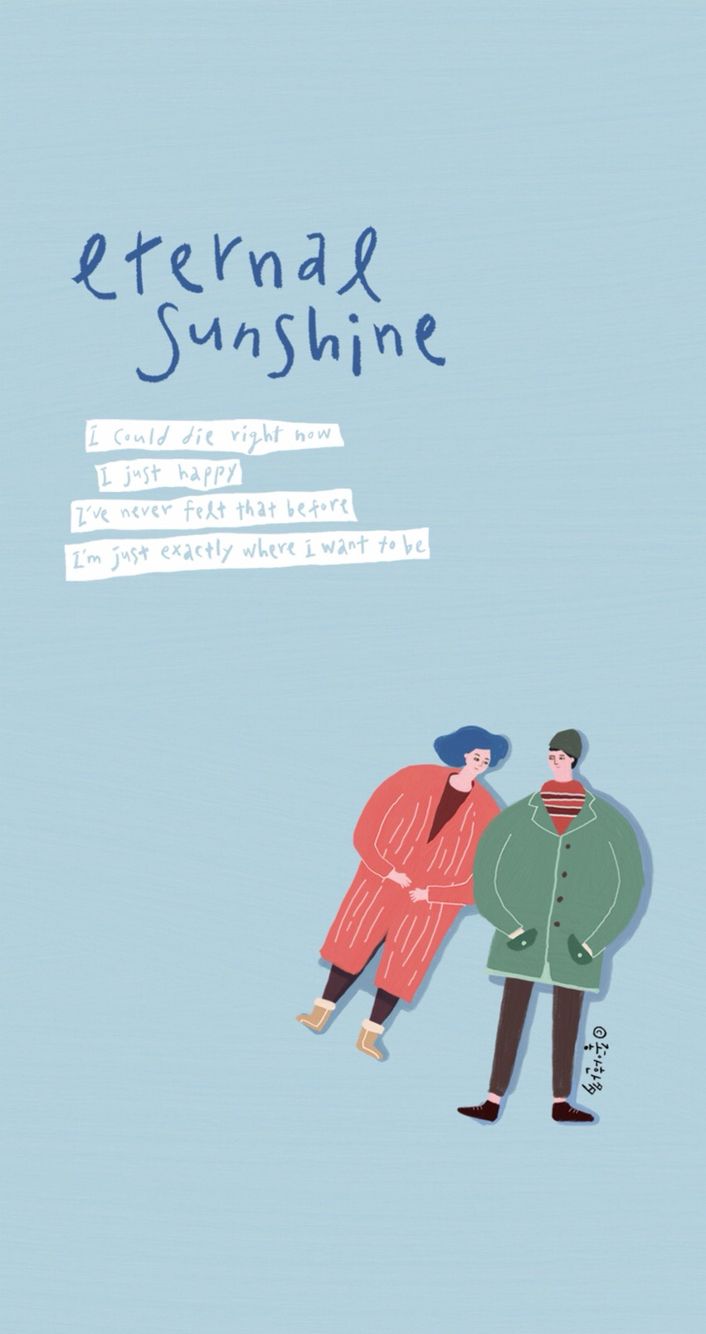 eternal
sunshine
I could die right now
I just happy
I've never felt that before
I'm just exactly where I want to be
©